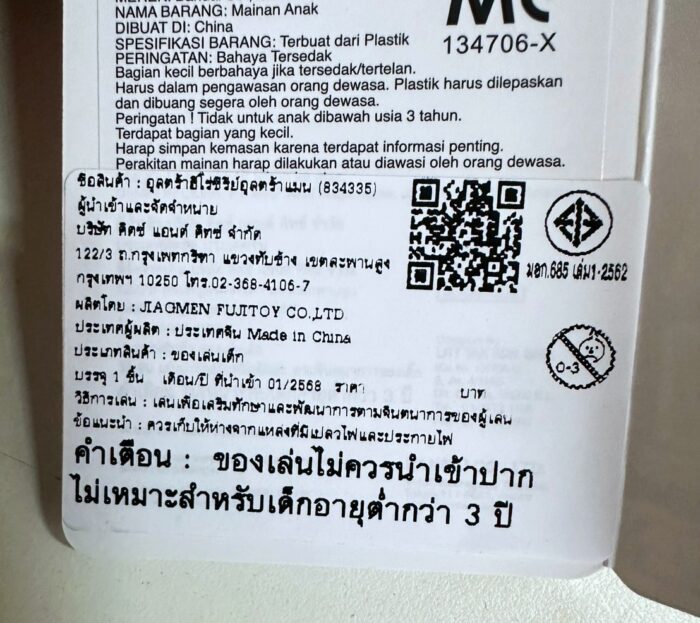 NAMA BARANG: Mainan Anak
DIBUAT DI: China
SPESIFIKASI BARANG: Terbuat dari Plastik
134706-X
PERINGATAN: Bahaya Tersedak
Bagian kecil berbahaya jika tersedak/tertelan.
Harus dalam pengawasan orang dewasa. Plastik harus dilepaskan
dan dibuang segera oleh orang dewasa.
Peringatan ! Tidak untuk anak dibawah usia 3 tahun.
Terdapat bagian yang kecil.
Harap simpan kemasan karena terdapat informasi penting.
Perakitan mainan harap dilakukan atau diawasi oleh orang dewasa.
ชื่อสินค้า : อุลตร้าฮีโร่ซีรี่ย์อุลตร้าแมน (834335)
ผู้นำเข้าและจัดจำหน่าย
บริษัท คิตซ์ แอนด์ คิทซ์ จำกัด
122/3 ถ.กรุงเทพกรีฑา แขวงทับช้าง เขตสะพานสูง
กรุงเทพฯ 10250 โทร.02-368-4106-7
มอก.685 เล่ม1-2562
ผลิตโดย : JIAGMEN FUJITOY CO.,LTD
ประเทศผู้ผลิต : ประเทศจีน Made in China
ประเภทสินค้า : ของเล่นเด็ก
0-3
บรรจุ 1 ชิ้น เดือน/ปี ที่นำเข้า 01/2568 ราคา บาท
วิธีการเล่น : เล่นเพื่อเสริมทักษะและพัฒนาการตามจินตนาการของผู้เล่น
ข้อแนะนำ : ควรเก็บให้ห่างจากแหล่งที่มีเปลวไฟและประกายไฟ
คำเตือน : ของเล่นไม่ควรนำเข้าปาก
ไม่เหมาะสำหรับเด็กอายุต่ำกว่า 3 ปี